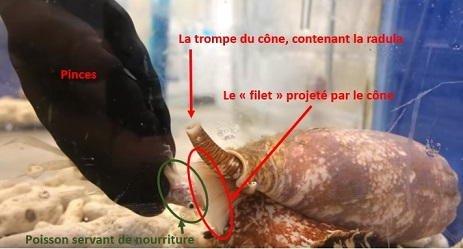 La trompe du cône, contenant la radula
Pinces
Le « filet » projeté par le cône
Poisson servant de nourriture